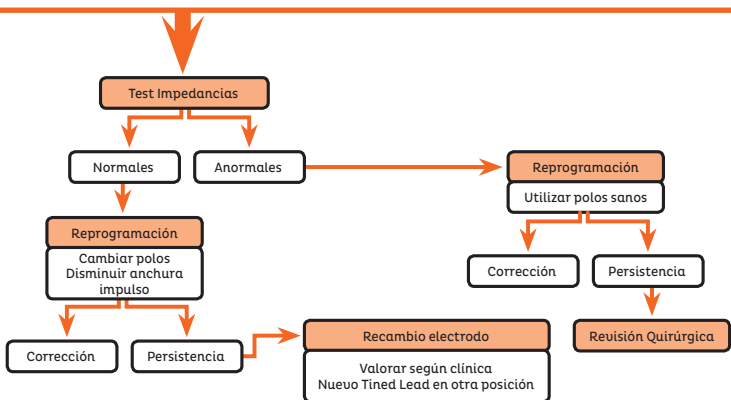 Test Impedancias
Normales
Anormales
Reprogramación
Utilizar polos sanos
Reprogramación
Cambiar polos
Disminuir anchura
impulso
Corrección
Persistencia
Corrección
Persistencia
Recambio electrodo
Valorar según clínica
Nuevo Tined Lead en otra posición
Revisión Quirúrgica